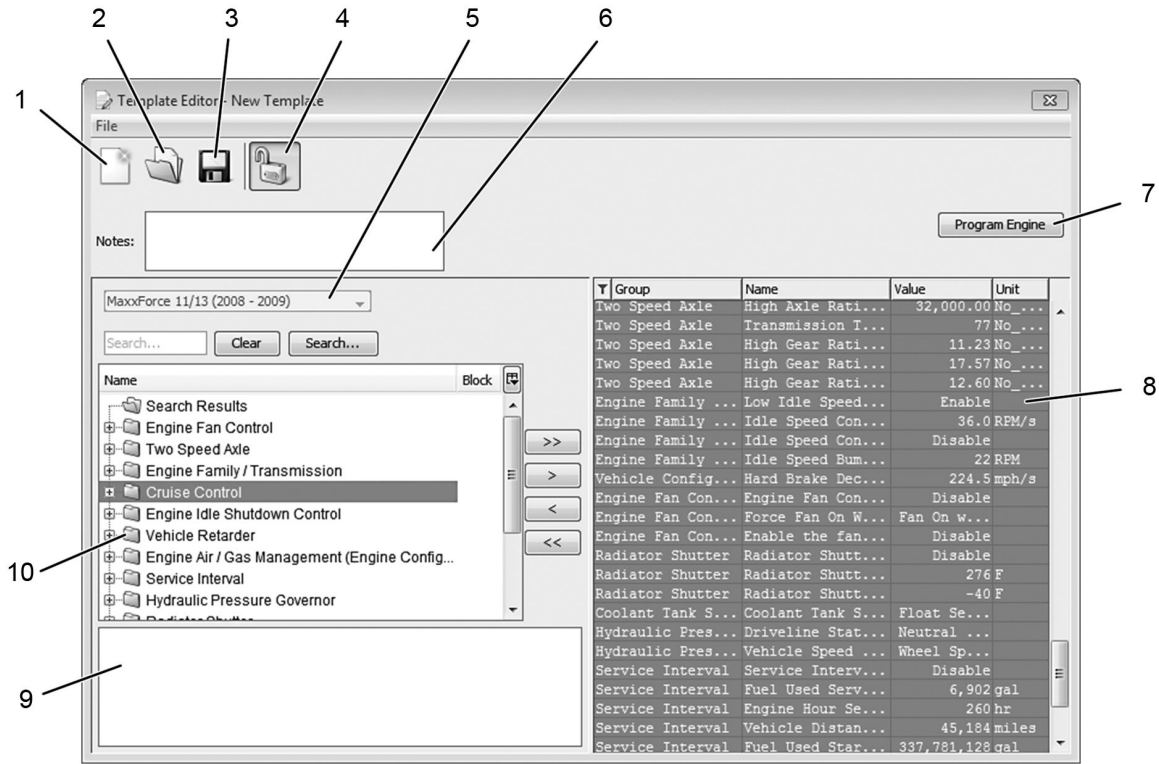 2 3 4 5 6
1
Template Editor - New Template
File
7
Notes:
Program Engine
MaxxForce 11/13 (2008 - 2009)
Search... Clear Search...
Name Block
Search Results
Engine Fan Control
Two Speed Axle
Engine Family / Transmission
Cruise Control
Engine Idle Shutdown Control
Vehicle Retarder
Engine Air / Gas Management (Engine Config...
Service Interval
Hydraulic Pressure Governor
Radiator Shutter
>>
>
<
<<
10
9
Group Name Value Unit
Two Speed Axle High Axle Rati... 32,000.00 No_...
Two Speed Axle Transmission T... 77 No_...
Two Speed Axle High Gear Rati... 11.23 No_...
Two Speed Axle High Gear Rati... 17.57 No_...
Two Speed Axle High Gear Rati... 12.60 No_...
Engine Family ... Low Idle Speed... Enable
Engine Family ... Idle Speed Con... 36.0 RPM/s
Engine Family ... Idle Speed Con... Disable
Engine Family ... Idle Speed Bum... 22 RPM
Vehicle Config... Hard Brake Dec... 224.5 mph/s
Engine Fan Con... Engine Fan Con... Disable
Engine Fan Con... Force Fan On W... Fan On w...
Engine Fan Con... Enable the fan... Disable
Radiator Shutter Radiator Shutt... Disable
Radiator Shutter Radiator Shutt... 276 F
Radiator Shutter Radiator Shutt... -40 F
Coolant Tank S... Coolant Tank S... Float Se...
Hydraulic Pres... Driveline Stat... Neutral ...
Hydraulic Pres... Vehicle Speed ... Wheel Sp...
Service Interval Service Interv... Disable
Service Interval Fuel Used Serv... 6,902 gal
Service Interval Engine Hour Se... 260 hr
Service Interval Vehicle Distan... 45,184 miles
Service Interval Fuel Used Star... 337,781,128 gal
8